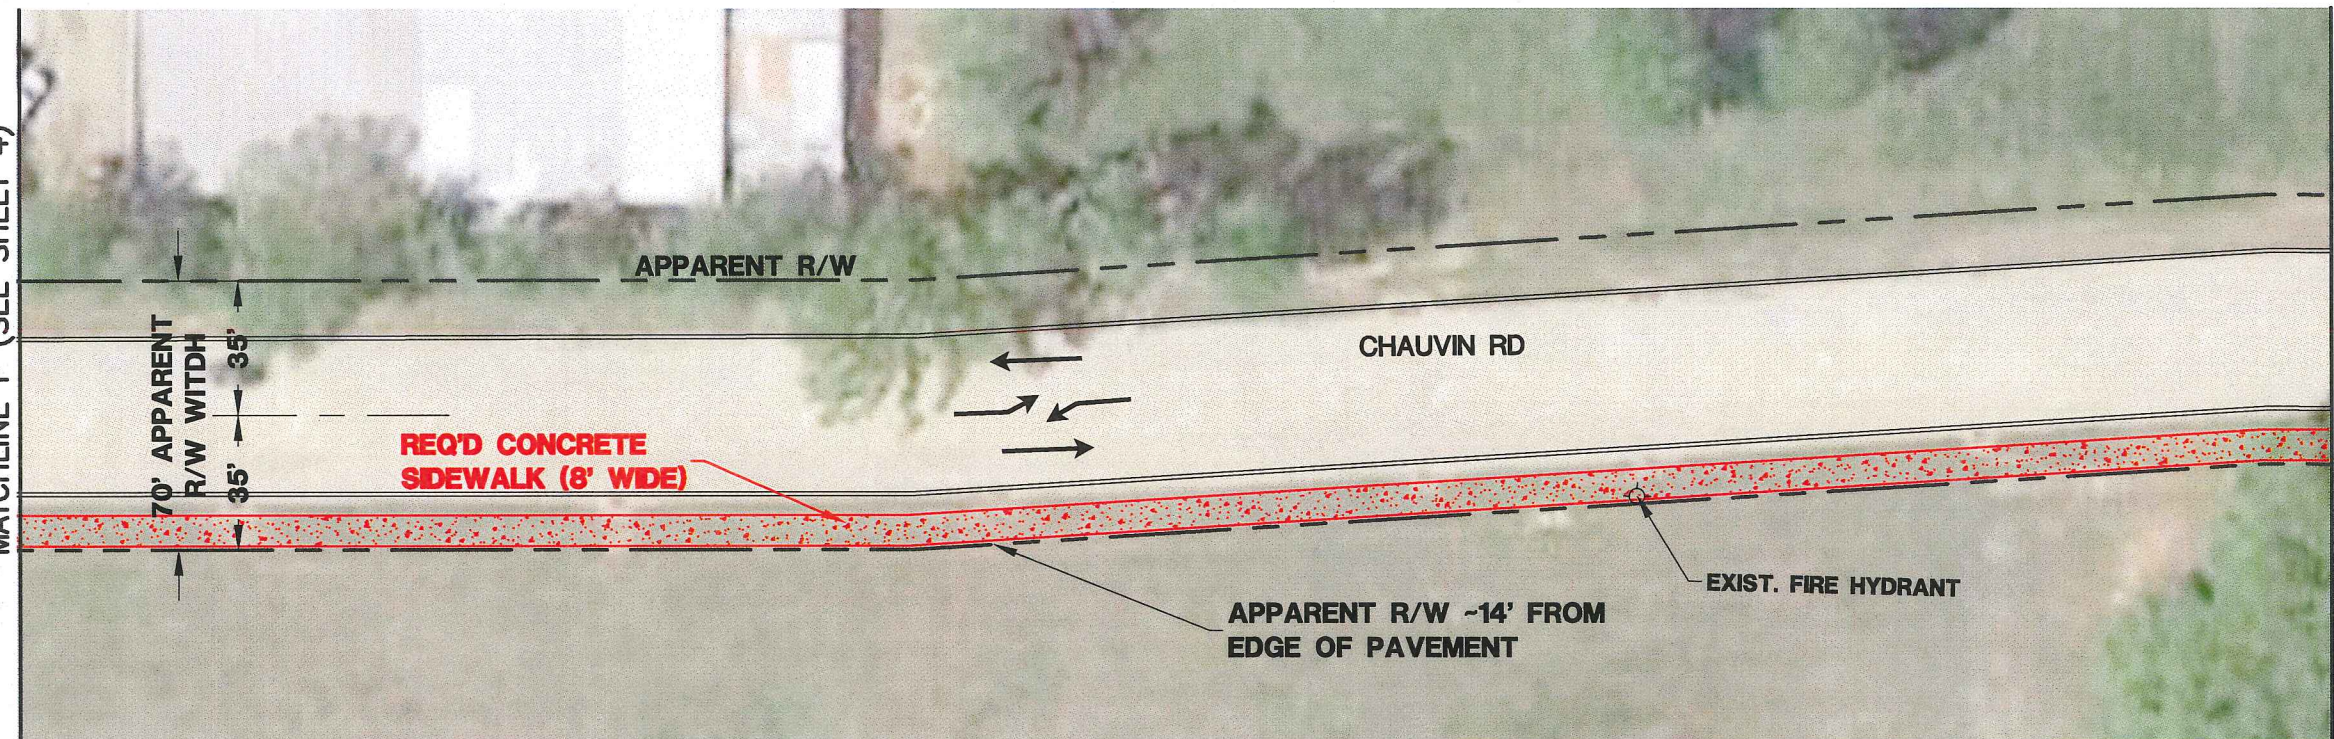 APPARENT R/W
CHAUVIN RD
70' APPARENT
R/W WITDH
35'
35'
REQ'D CONCRETE
SIDEWALK (8' WIDE)
EXIST. FIRE HYDRANT
APPARENT R/W ~14' FROM
EDGE OF PAVEMENT